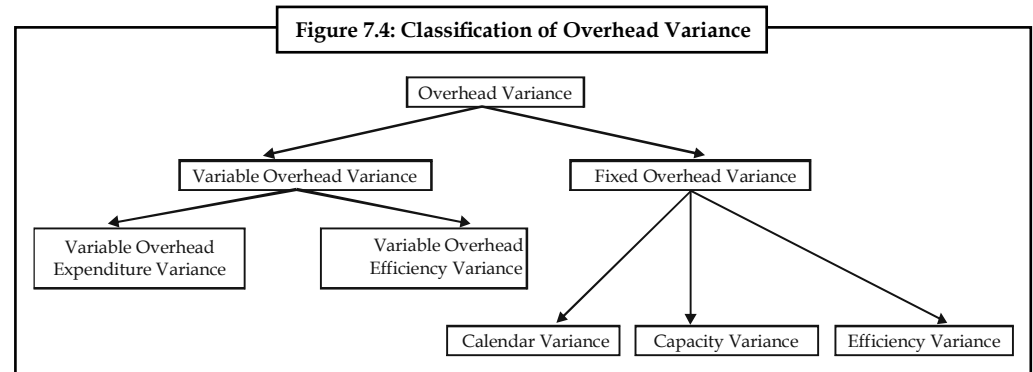 Figure 7.4: Classification of Overhead Variance
Overhead Variance
Variable Overhead Variance
Fixed Overhead Variance
Variable Overhead
Expenditure Variance
Variable Overhead
Efficiency Variance
Calendar Variance
Capacity Variance
Efficiency Variance